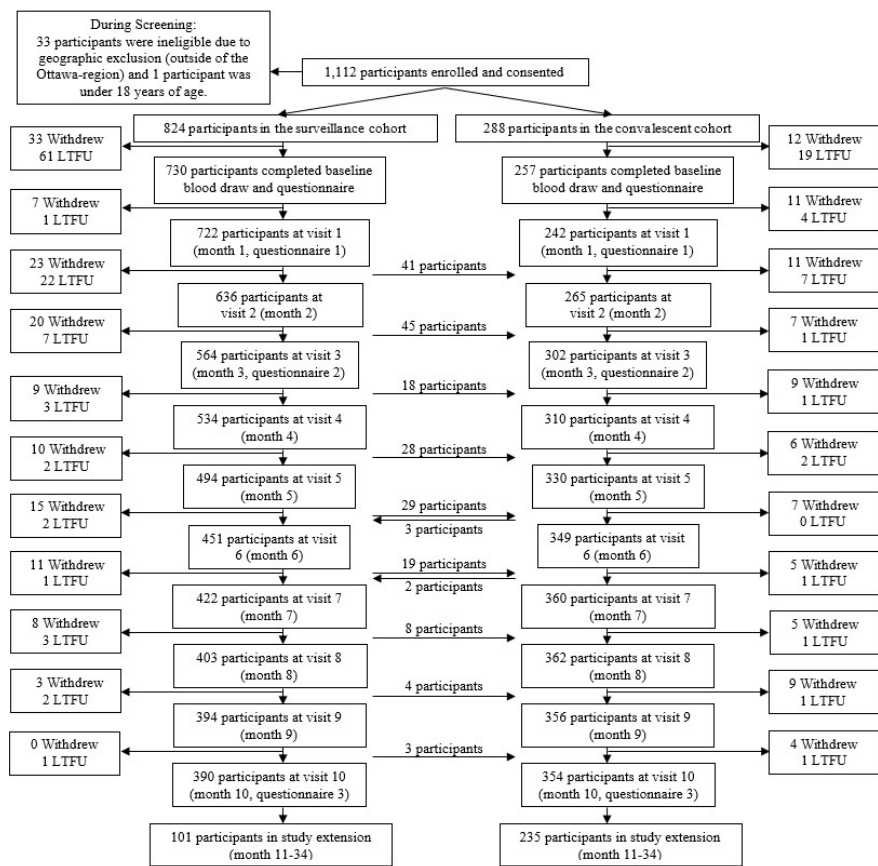 During Screening:
33 participants were ineligible due to
geographic exclusion (outside of the
Ottawa-region) and 1 participant was
under 18 years of age.
1,112 participants enrolled and consented
824 participants in the surveillance cohort
288 participants in the convalescent cohort
33 Withdrew
61 LTFU
12 Withdrew
19 LTFU
730 participants completed baseline
blood draw and questionnaire
257 participants completed baseline
blood draw and questionnaire
7 Withdrew
1 LTFU
11 Withdrew
4 LTFU
722 participants at visit 1
(month 1, questionnaire 1)
242 participants at visit 1
(month 1, questionnaire 1)
23 Withdrew
22 LTFU
41 participants
11 Withdrew
7 LTFU
636 participants at
visit 2 (month 2)
265 participants at
visit 2 (month 2)
20 Withdrew
7 LTFU
45 participants
7 Withdrew
1 LTFU
564 participants at visit 3
(month 3, questionnaire 2)
302 participants at visit 3
(month 3, questionnaire 2)
9 Withdrew
3 LTFU
18 participants
9 Withdrew
1 LTFU
534 participants at visit 4
(month 4)
310 participants at visit 4
(month 4)
10 Withdrew
2 LTFU
28 participants
6 Withdrew
2 LTFU
494 participants at visit 5
(month 5)
330 participants at visit 5
(month 5)
15 Withdrew
2 LTFU
29 participants
3 participants
7 Withdrew
0 LTFU
451 participants at visit
6 (month 6)
349 participants at visit
6 (month 6)
11 Withdrew
1 LTFU
19 participants
2 participants
5 Withdrew
1 LTFU
422 participants at visit 7
(month 7)
360 participants at visit 7
(month 7)
8 Withdrew
3 LTFU
8 participants
5 Withdrew
1 LTFU
403 participants at visit 8
(month 8)
362 participants at visit 8
(month 8)
3 Withdrew
2 LTFU
4 participants
9 Withdrew
1 LTFU
394 participants at visit 9
(month 9)
356 participants at visit 9
(month 9)
0 Withdrew
1 LTFU
3 participants
4 Withdrew
1 LTFU
390 participants at visit 10
(month 10, questionnaire 3)
354 participants at visit 10
(month 10, questionnaire 3)
101 participants in study extension
(month 11-34)
235 participants in study extension
(month 11-34)